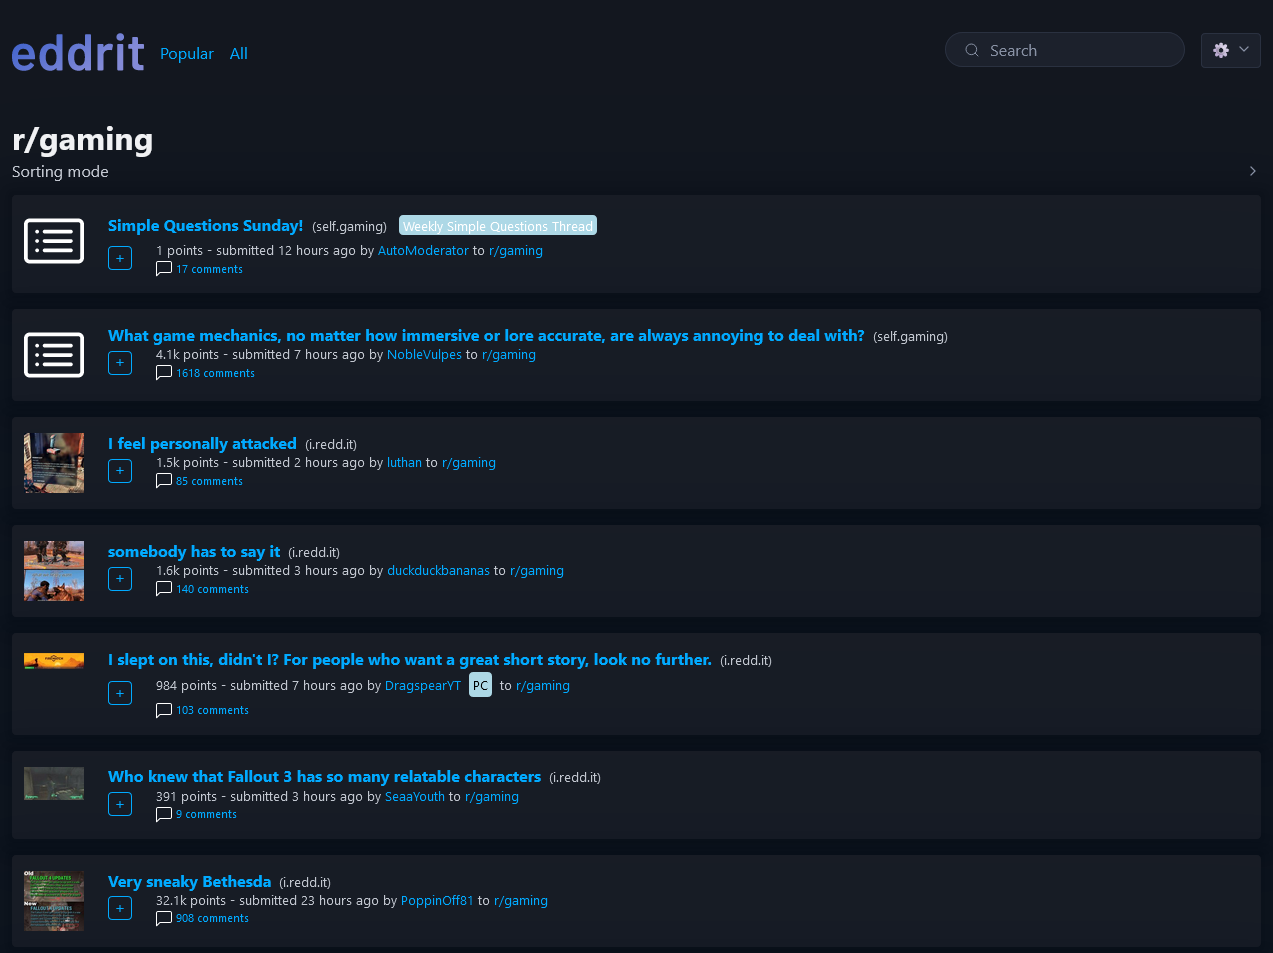 eddrit Popular All Search
r/gaming
Sorting mode
Simple Questions Sunday! (self.gaming) Weekly Simple Questions Thread
+ 1 points - submitted 12 hours ago by AutoModerator to r/gaming
17 comments
What game mechanics, no matter how immersive or lore accurate, are always annoying to deal with? (self.gaming)
+ 4.1k points - submitted 7 hours ago by NobleVulpes to r/gaming
1618 comments
I feel personally attacked (i.redd.it)
+ 1.5k points - submitted 2 hours ago by luthan to r/gaming
85 comments
somebody has to say it (i.redd.it)
+ 1.6k points - submitted 3 hours ago by duckduckbananas to r/gaming
140 comments
I slept on this, didn't I? For people who want a great short story, look no further. (i.redd.it)
+ 984 points - submitted 7 hours ago by DragspearYT PC to r/gaming
103 comments
Who knew that Fallout 3 has so many relatable characters (i.redd.it)
+ 391 points - submitted 3 hours ago by SeaaYouth to r/gaming
9 comments
Old
FALLOUT 4 UPDATES
New
Very sneaky Bethesda (i.redd.it)
+ 32.1k points - submitted 23 hours ago by PoppinOff81 to r/gaming
908 comments